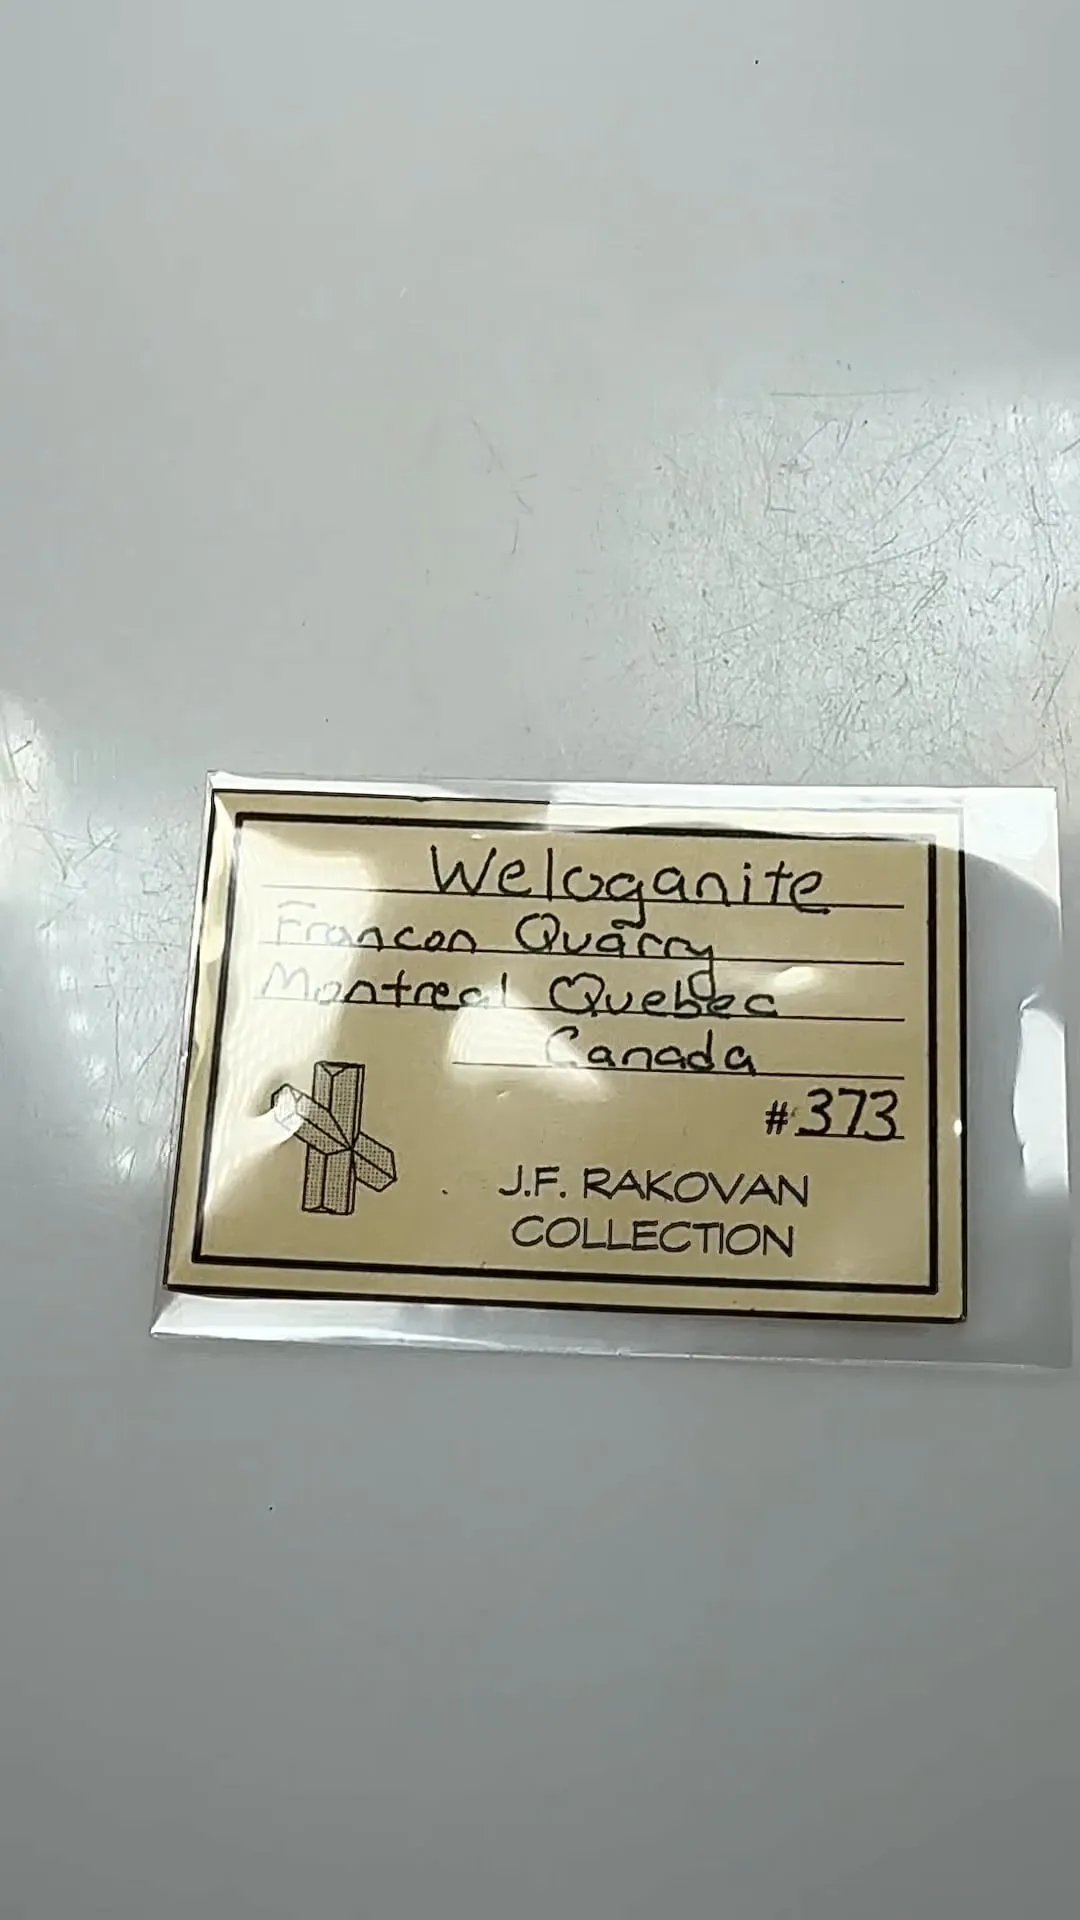 Weloganite
Francon Quarry
Montreal Quebec
Canada
#373
J.F. RAKOVAN
COLLECTION